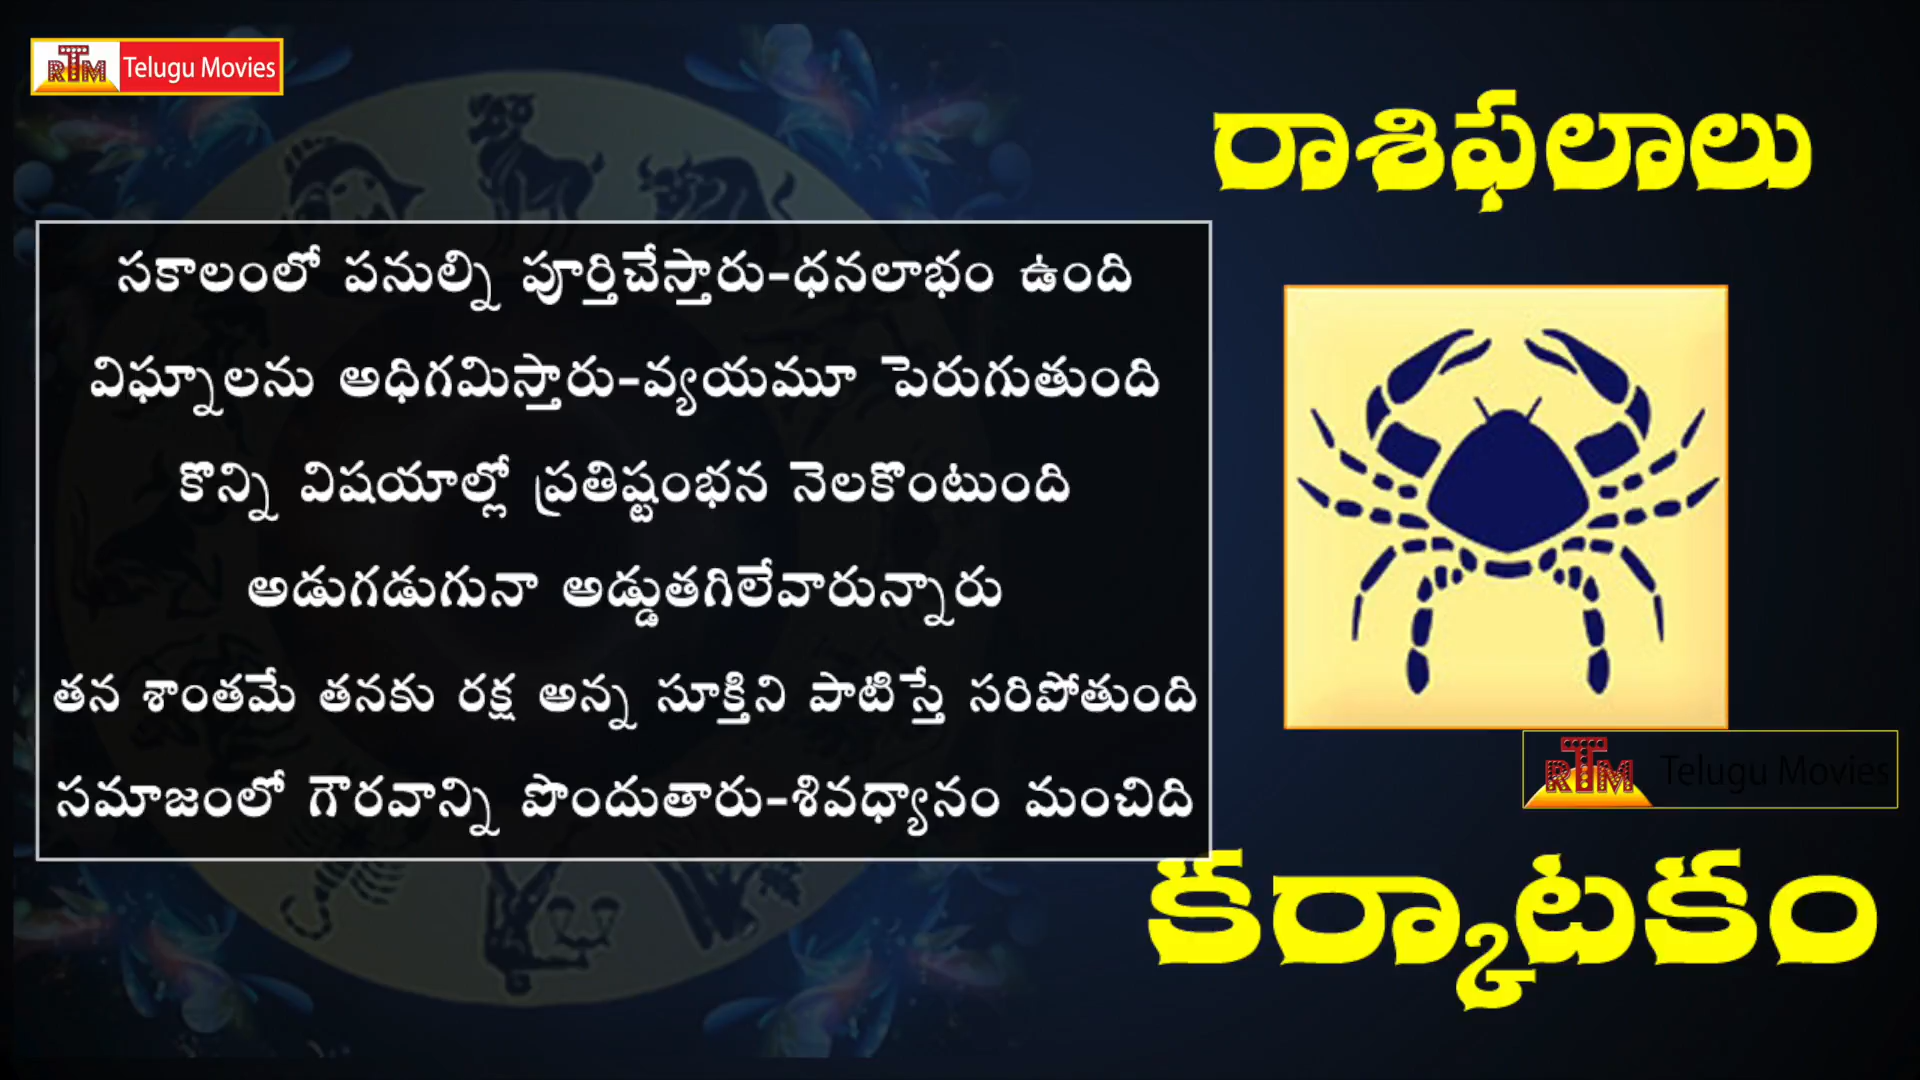 RTM Telugu Movies
రాశిఫలాలు
సకాలంలో పనుల్ని పూర్తిచేస్తారు-ధనలాభం ఉంది
విఘ్నాలను అధిగమిస్తారు-వ్యయమూ పెరుగుతుంది
కొన్ని విషయాల్లో ప్రతిష్టంభన నెలకొంటుంది
అడుగడుగునా అడ్డుతగిలేవారున్నారు
తన శాంతమే తనకు రక్ష అన్న సూక్తిని పాటిస్తే సరిపోతుంది
సమాజంలో గౌరవాన్ని పొందుతారు-శివధ్యానం మంచిది
RTM Telugu Movies
కర్కాటకం